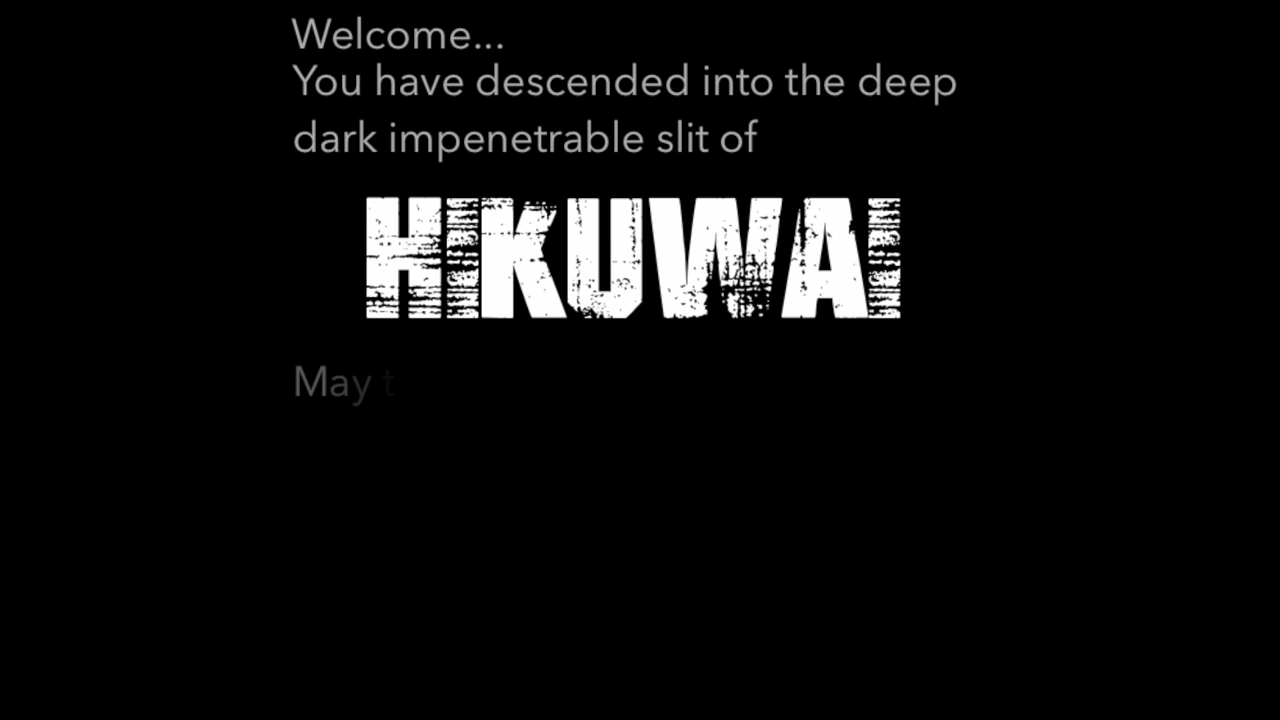 Welcome...
You have descended into the deep
dark impenetrable slit of
HIKUWAI
May t